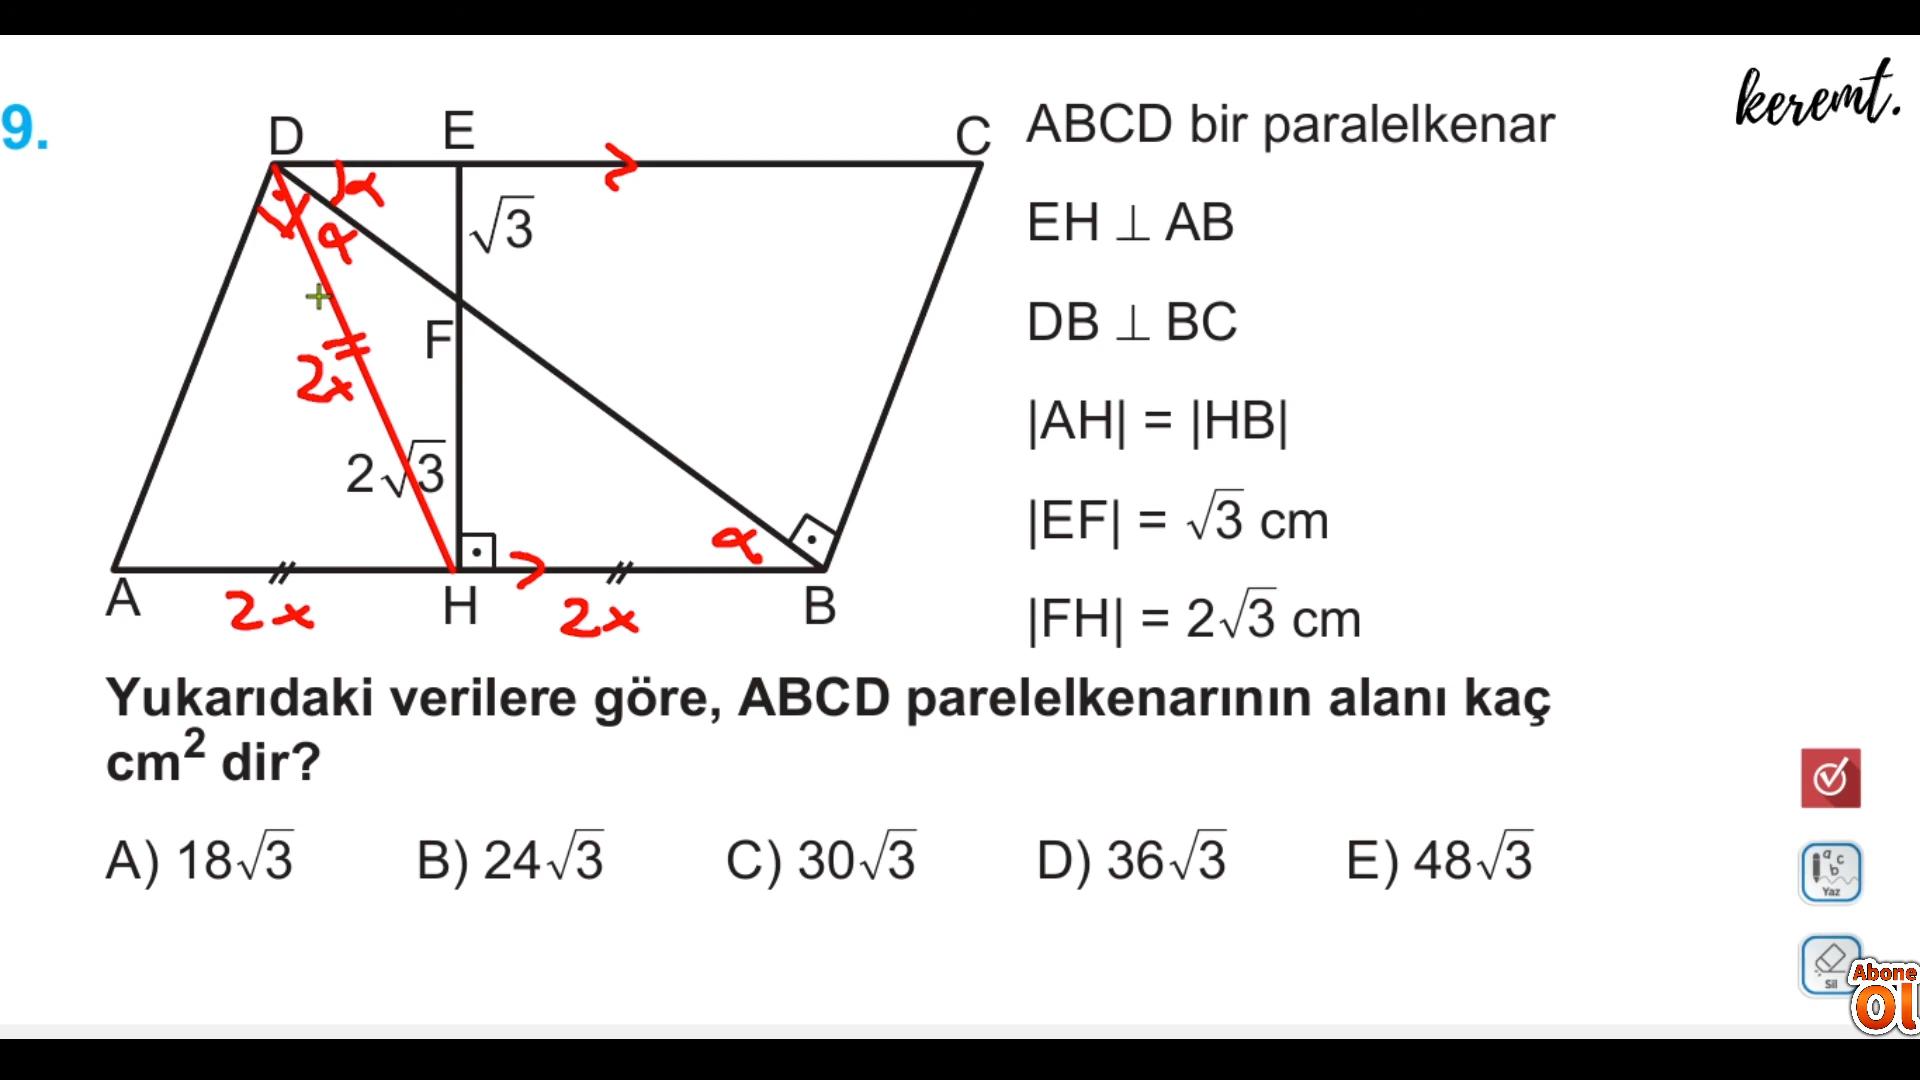 keremt.
9.
D E C
√3
α
α
F
2x
2√3
α
A H B
2x 2x
ABCD bir paralelkenar
EH ⊥ AB
DB ⊥ BC
|AH| = |HB|
|EF| = √3 cm
|FH| = 2√3 cm
Yukarıdaki verilere göre, ABCD parelelkenarının alanı kaç
cm² dir?
A) 18√3 B) 24√3 C) 30√3 D) 36√3 E) 48√3
a b c
Yaz
Sil
Abone
Ol